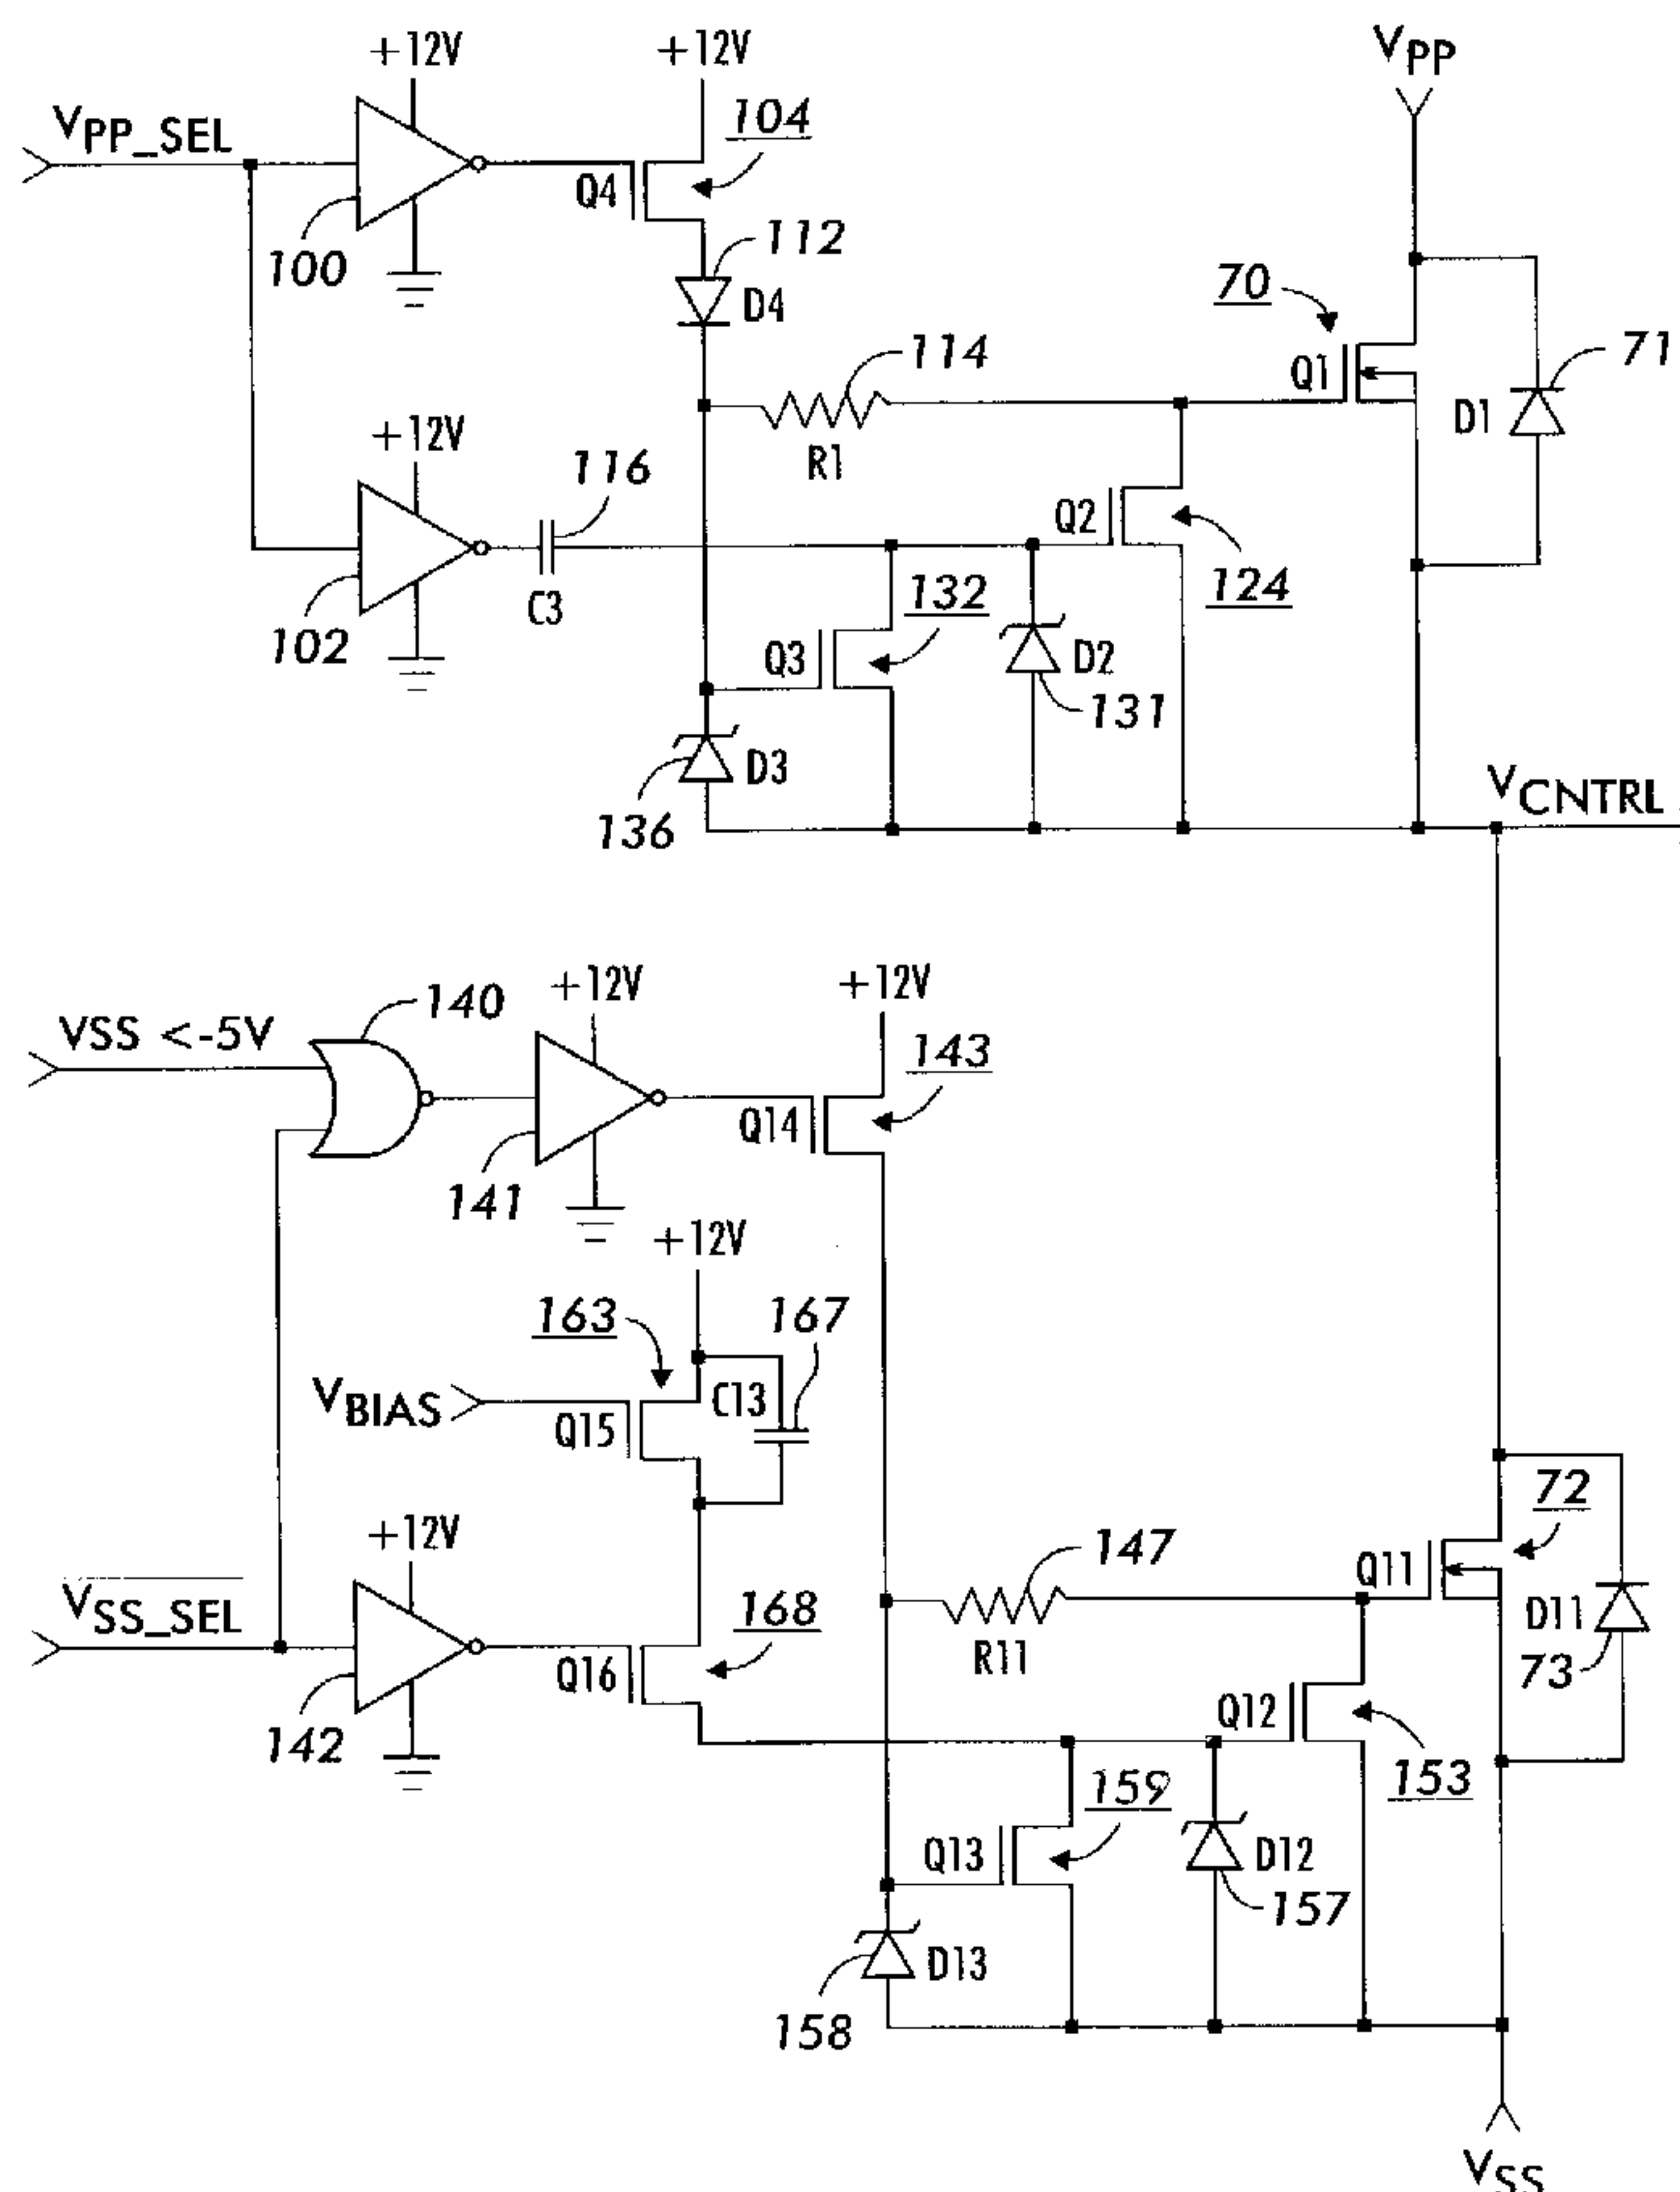 +12V
+12V
VPP
VPP_SEL
104
Q4
100
112
D4
70
114
71
Q1
D1
R1
+12V
116
Q2
C3
102
132
124
Q3
D2
131
D3
136
VCNTRL
+12V
+12V
140
VSS <-5V
143
Q14
141
+12V
163
167
VBIAS
C13
Q15
72
+12V
147
Q11
VSS_SEL
168
D11
R11
Q16
73
Q12
142
159
153
Q13
D12
157
D13
158
VSS